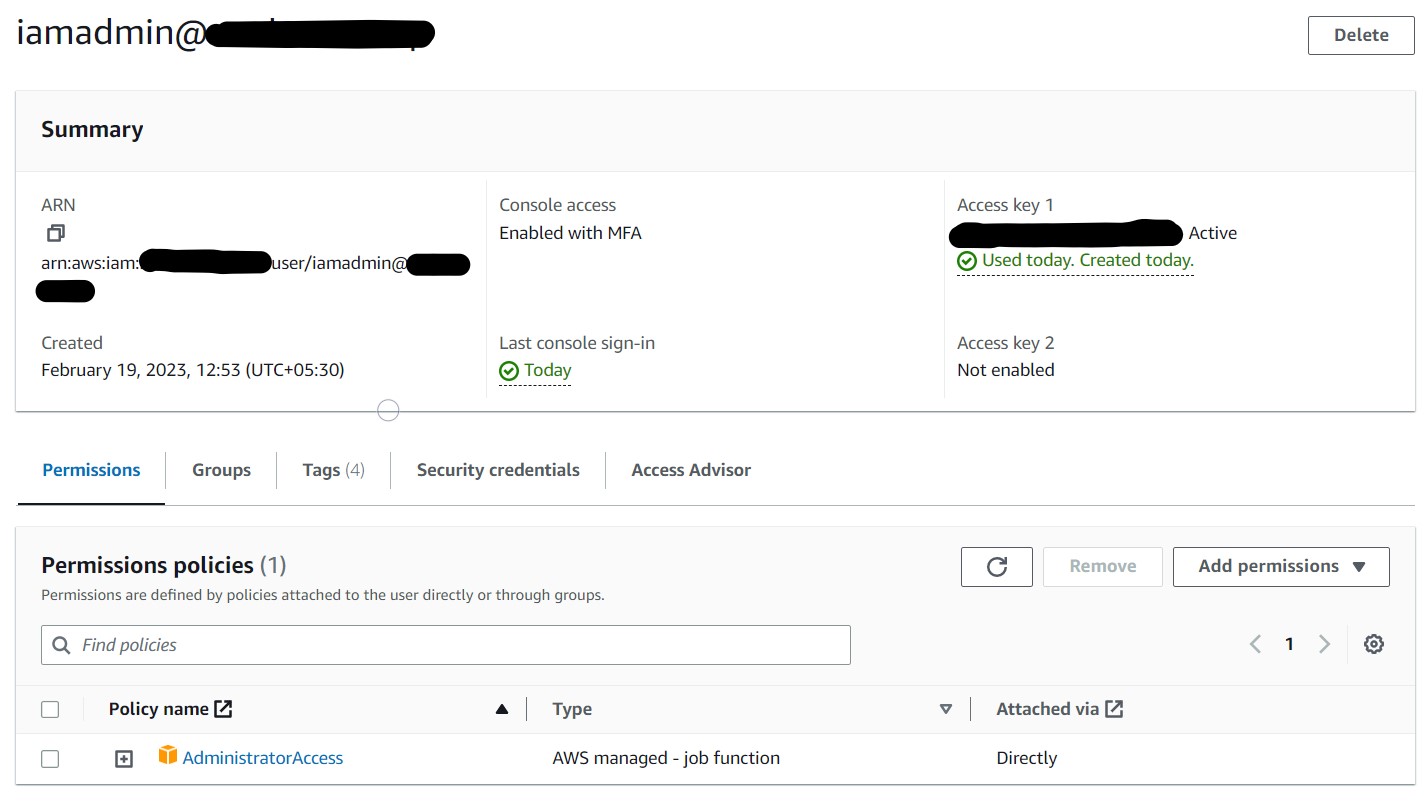 iamadmin@
Delete
Summary
ARN
arn:aws:iam: user/iamadmin@
Created
February 19, 2023, 12:53 (UTC+05:30)
Console access
Enabled with MFA
Last console sign-in
Today
Access key 1
Active
Used today. Created today.
Access key 2
Not enabled
Permissions
Groups
Tags (4)
Security credentials
Access Advisor
Permissions policies (1)
Permissions are defined by policies attached to the user directly or through groups.
Remove
Add permissions
Find policies
1
Policy name
Type
Attached via
AdministratorAccess
AWS managed - job function
Directly